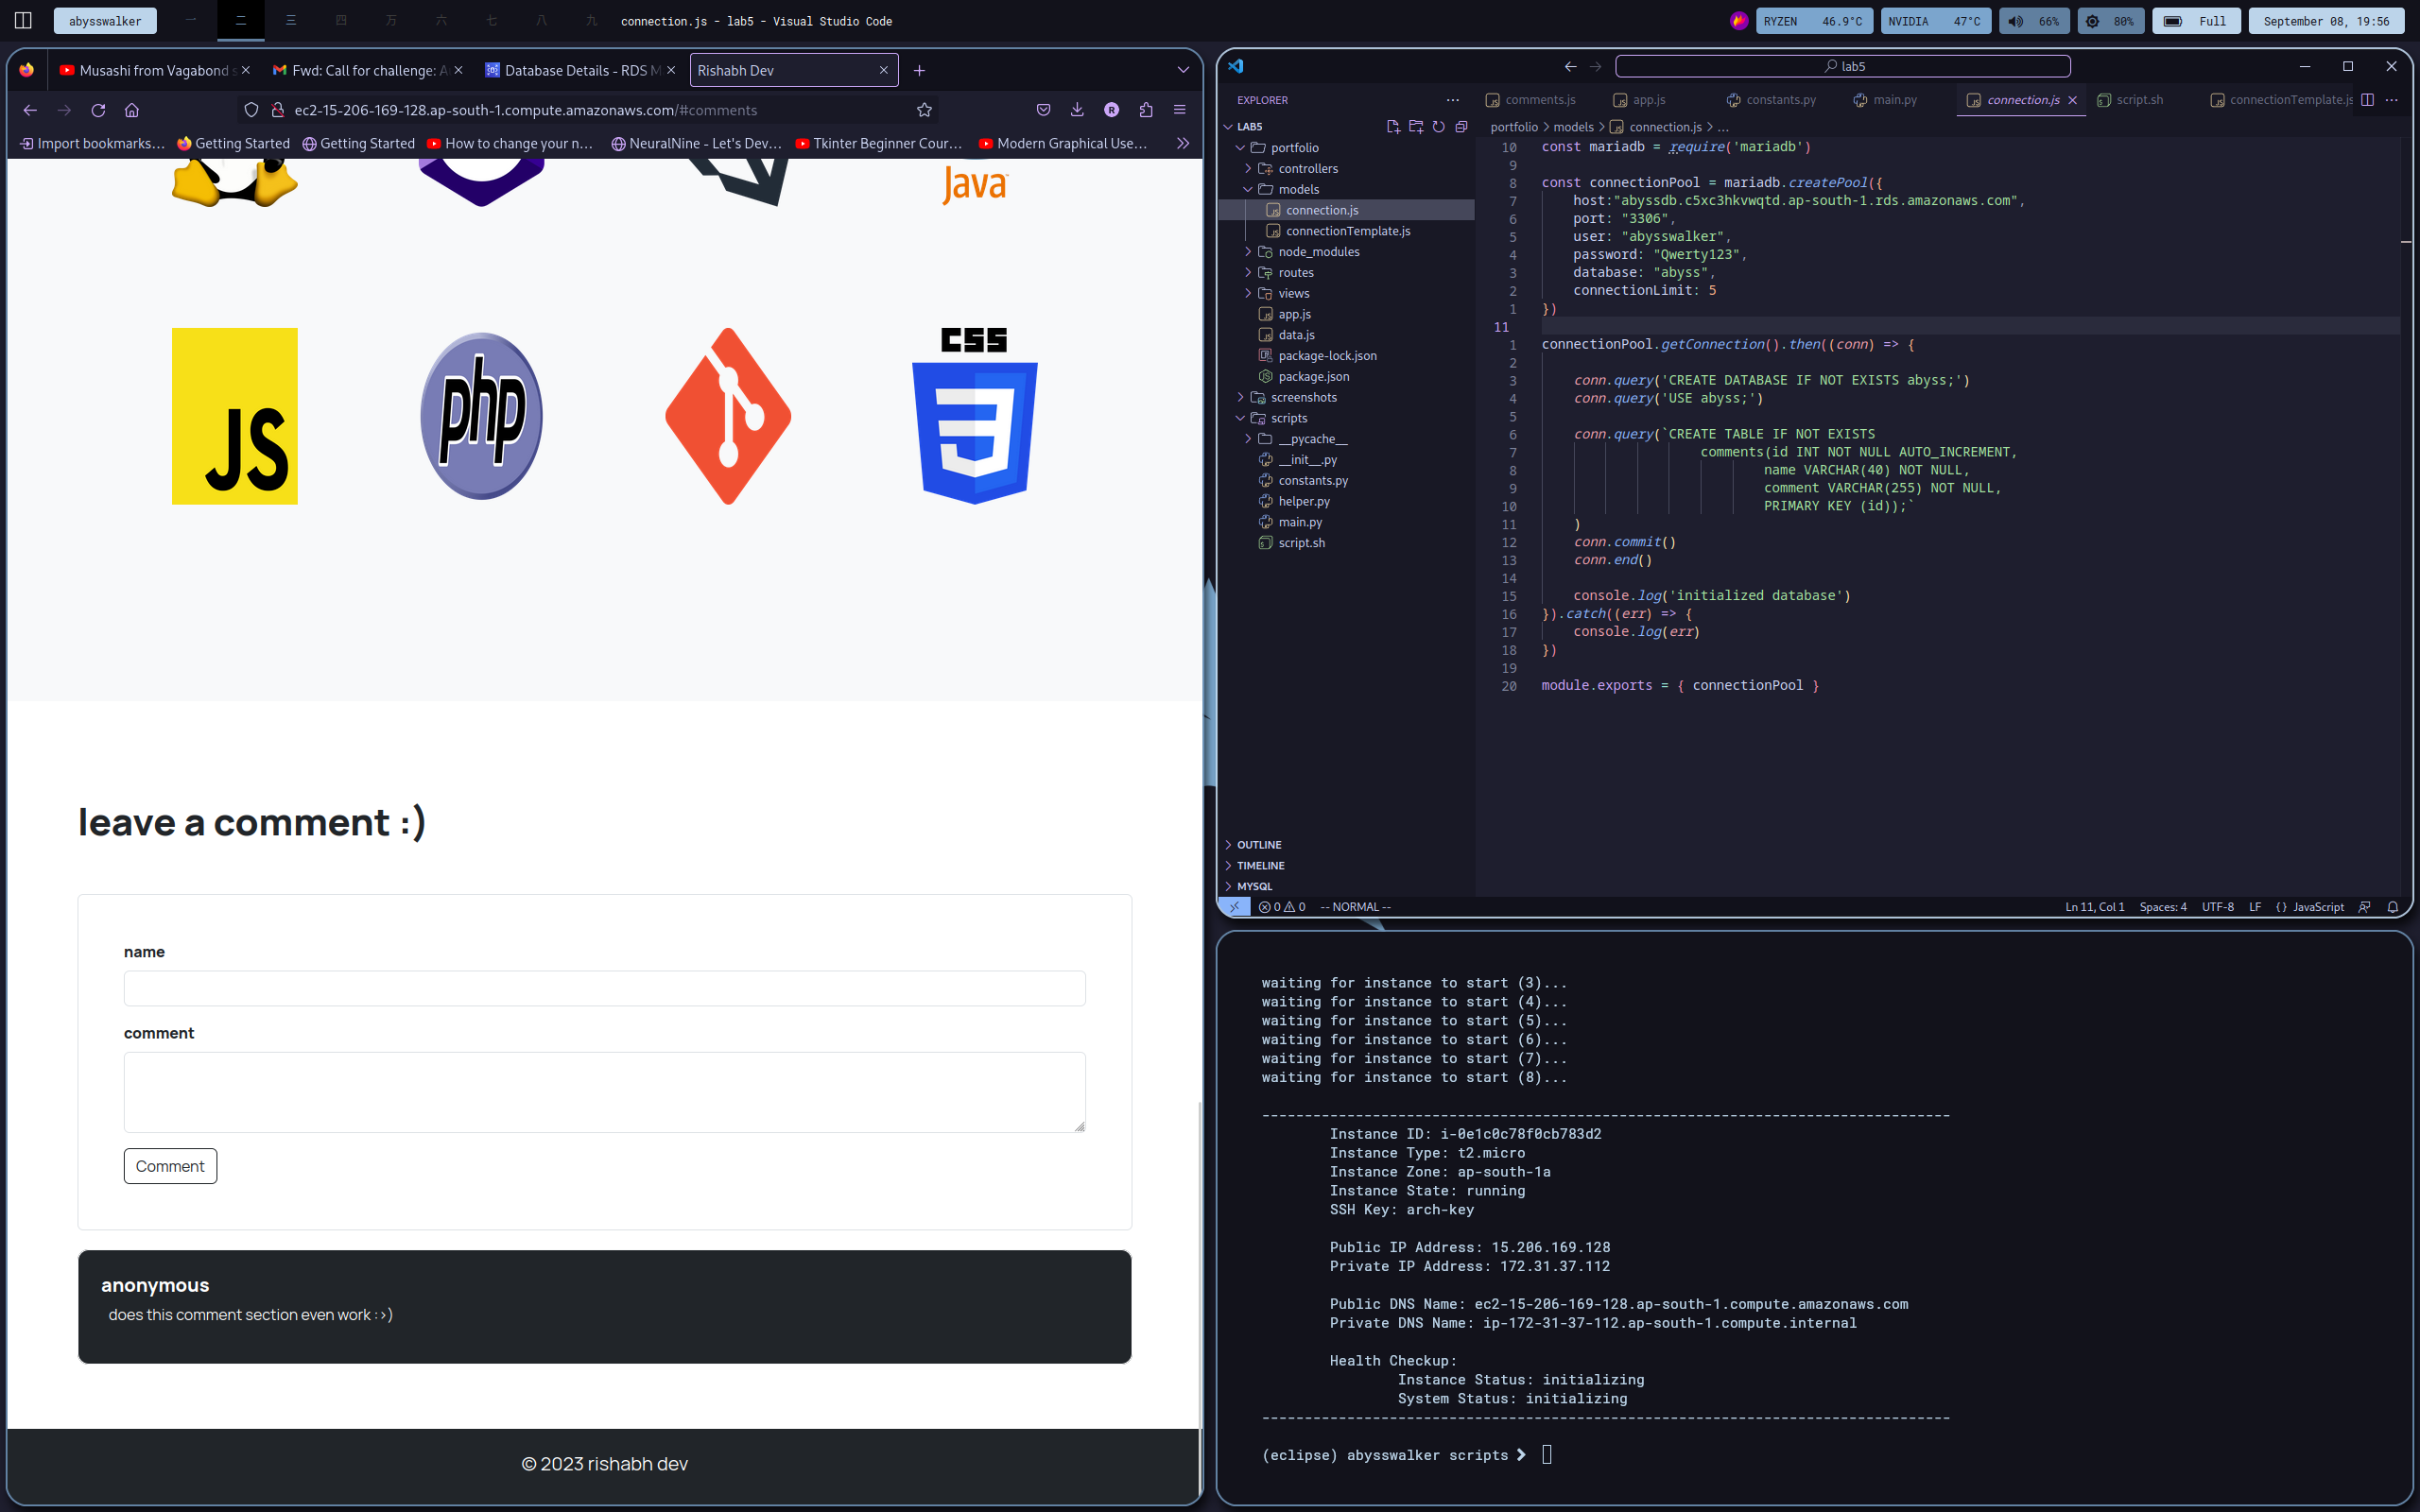 abysswalker
一
二
三
四
万
六
七
八
九
connection.js - lab5 - Visual Studio Code
RYZEN 46.9°C
NVIDIA 47°C
66%
80%
Full
September 08, 19:56
Musashi from Vagabond s
Fwd: Call for challenge: A
Database Details - RDS M
Rishabh Dev
ec2-15-206-169-128.ap-south-1.compute.amazonaws.com/#comments
Import bookmarks...
Getting Started
Getting Started
How to change your n...
NeuralNine - Let's Dev...
Tkinter Beginner Cour...
Modern Graphical Use...
Java
JS
php
CSS
3
leave a comment :)
name
comment
Comment
anonymous
does this comment section even work :>)
© 2023 rishabh dev
lab5
EXPLORER
comments.js
app.js
constants.py
main.py
connection.js
script.sh
connectionTemplate.js
LAB5
portfolio
controllers
models
connection.js
connectionTemplate.js
node_modules
routes
views
app.js
data.js
package-lock.json
package.json
screenshots
scripts
__pycache__
__init__.py
constants.py
helper.py
main.py
script.sh
OUTLINE
TIMELINE
MYSQL
portfolio > models > connection.js > ...
10 const mariadb = require('mariadb')
9
8 const connectionPool = mariadb.createPool({
7 host:"abyssdb.c5xc3hkvwqtd.ap-south-1.rds.amazonaws.com",
6 port: "3306",
5 user: "abysswalker",
4 password: "Qwerty123",
3 database: "abyss",
2 connectionLimit: 5
1 })
11
1 connectionPool.getConnection().then((conn) => {
2
3 conn.query('CREATE DATABASE IF NOT EXISTS abyss;')
4 conn.query('USE abyss;')
5
6 conn.query(`CREATE TABLE IF NOT EXISTS
7 comments(id INT NOT NULL AUTO_INCREMENT,
8 name VARCHAR(40) NOT NULL,
9 comment VARCHAR(255) NOT NULL,
10 PRIMARY KEY (id));`
11 )
12 conn.commit()
13 conn.end()
14
15 console.log('initialized database')
16 }).catch((err) => {
17 console.log(err)
18 })
19
20 module.exports = { connectionPool }
0 0 -- NORMAL --
Ln 11, Col 1 Spaces: 4 UTF-8 LF {} JavaScript
waiting for instance to start (3)...
waiting for instance to start (4)...
waiting for instance to start (5)...
waiting for instance to start (6)...
waiting for instance to start (7)...
waiting for instance to start (8)...
---------------------------------------------------------------------------------
Instance ID: i-0e1c0c78f0cb783d2
Instance Type: t2.micro
Instance Zone: ap-south-1a
Instance State: running
SSH Key: arch-key
Public IP Address: 15.206.169.128
Private IP Address: 172.31.37.112
Public DNS Name: ec2-15-206-169-128.ap-south-1.compute.amazonaws.com
Private DNS Name: ip-172-31-37-112.ap-south-1.compute.internal
Health Checkup:
Instance Status: initializing
System Status: initializing
---------------------------------------------------------------------------------
(eclipse) abysswalker scripts ❯